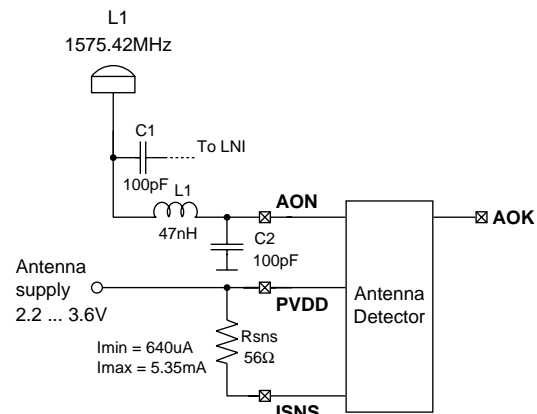 L1
1575.42MHz
C1
To LNI
100pF
L1
47nH
AON
C2
100pF
AOK
Antenna
supply
2.2 ... 3.6V
PVDD
Antenna
Detector
Rsns
56Ω
Imin = 640uA
Imax = 5.35mA
ISNS